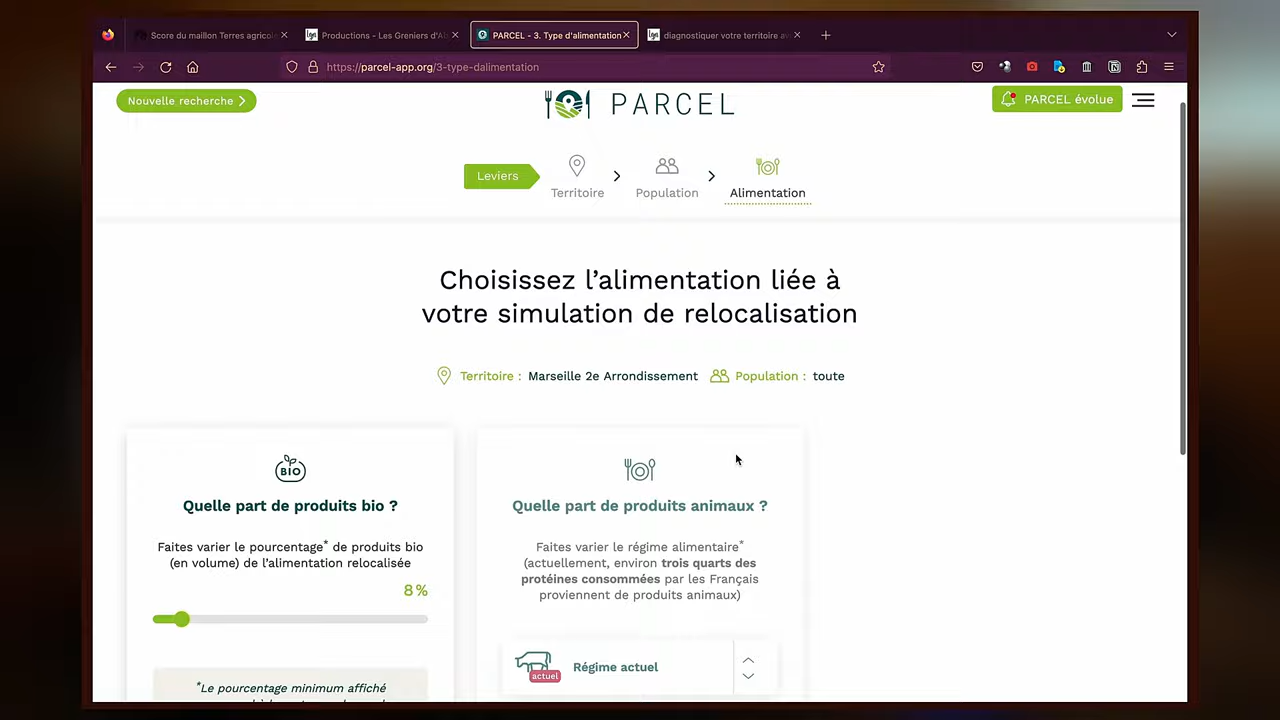 Score du maillon Terres agricol
Productions - Les Greniers d'Ab
PARCEL - 3. Type d'alimentation
diagnostiquer votre territoire av
https://parcel-app.org/3-type-dalimentation
Nouvelle recherche
PARCEL
PARCEL évolue
Leviers
Territoire
Population
Alimentation
Choisissez l'alimentation liée à
votre simulation de relocalisation
Territoire : Marseille 2e Arrondissement Population : toute
BIO
Quelle part de produits bio ?
Faites varier le pourcentage* de produits bio
(en volume) de l'alimentation relocalisée
8%
*Le pourcentage minimum affiché
Quelle part de produits animaux ?
Faites varier le régime alimentaire*
(actuellement, environ trois quarts des
protéines consommées par les Français
proviennent de produits animaux)
Régime actuel
actuel